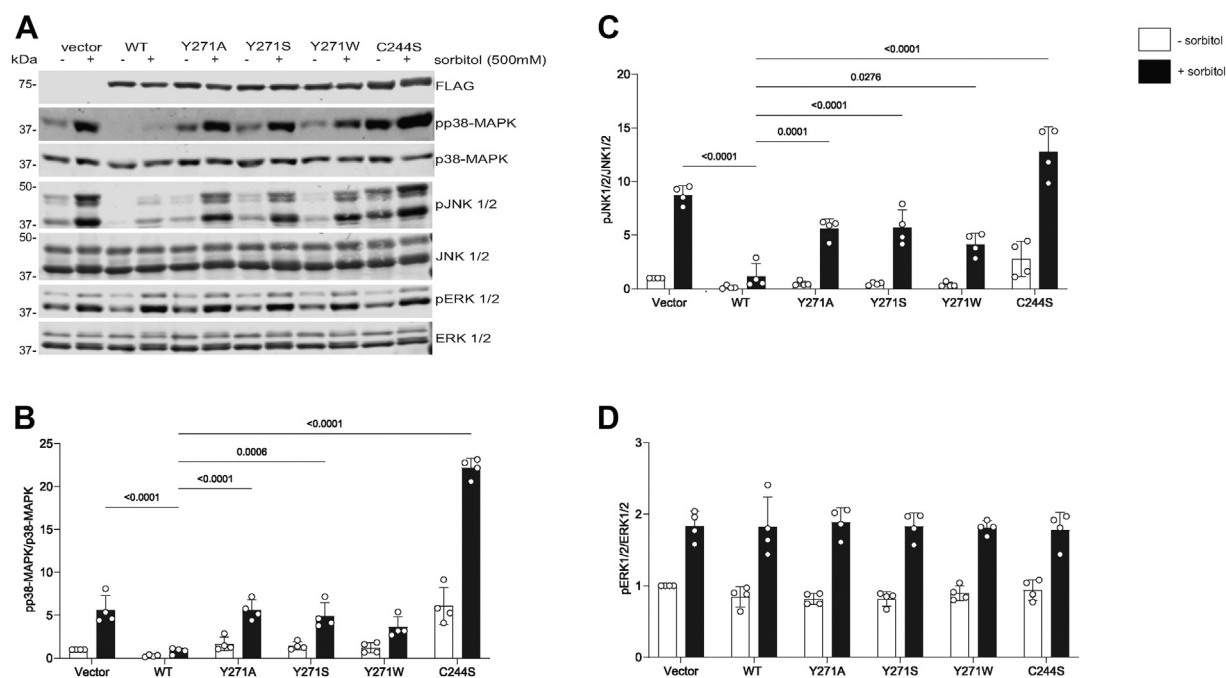 A
vector WT Y271A Y271S Y271W C244S
kDa - + - + - + - + - + - + sorbitol (500mM)
75- FLAG
37- pp38-MAPK
37- p38-MAPK
50-
pJNK 1/2
37-
50-
JNK 1/2
37-
pERK 1/2
37-
ERK 1/2
37-
B
pp38-MAPK/p38-MAPK
25
20
15
10
5
0
<0.0001
0.0006
<0.0001
<0.0001
Vector WT Y271A Y271S Y271W C244S
C
pJNK1/2/JNK1/2
20
15
10
5
0
<0.0001
0.0276
<0.0001
0.0001
<0.0001
Vector WT Y271A Y271S Y271W C244S
- sorbitol
+ sorbitol
D
pERK1/2/ERK1/2
3
2
1
0
Vector WT Y271A Y271S Y271W C244S